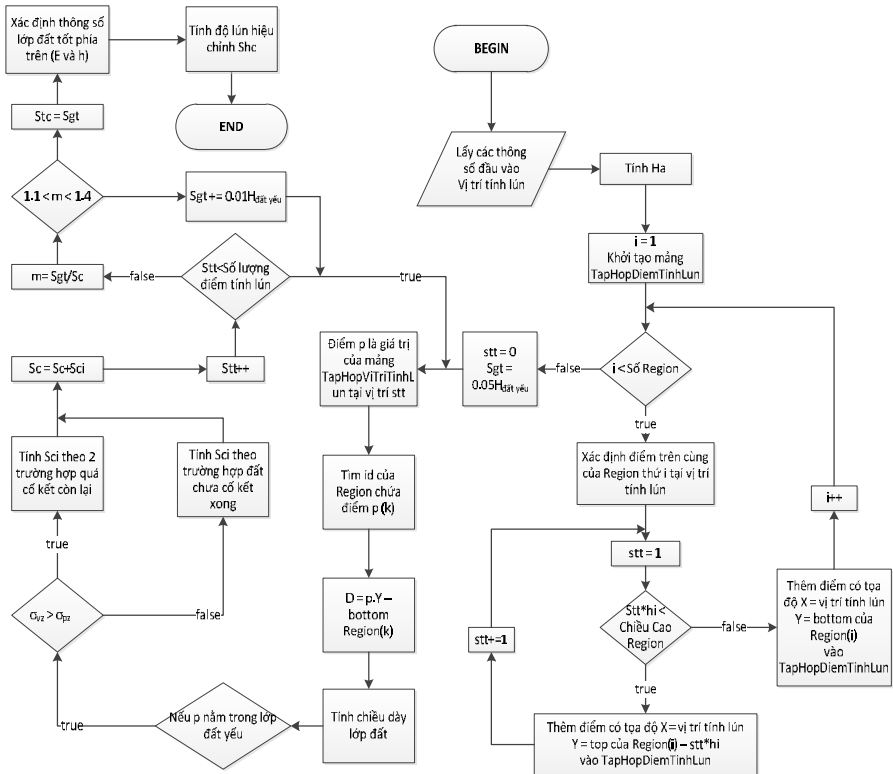 BEGIN
Lấy các thông
số đầu vào
Vị trí tính lún
Tính Ha
i = 1
Khởi tạo mảng
TapHopDiemTinhLun
i < Số Region
false
true
stt = 0
Sgt =
0.05Hđất yếu
Xác định điểm trên cùng
của Region thứ i tại vị trí
tính lún
stt = 1
Stt*hi <
Chiều Cao
Region
false
true
stt+=1
Thêm điểm có tọa độ X = vị trí tính lún
Y = top của Region(i) – stt*hi
vào TapHopDiemTinhLun
Thêm điểm có tọa
độ X = vị trí tính lún
Y = bottom của
Region(i)
vào
TapHopDiemTinhLun
i++
Điểm p là giá trị
của mảng
TapHopViTriTinhL
un tại vị trí stt
Tìm id của
Region chứa
điểm p (k)
D = p.Y –
bottom
Region(k)
Tính chiều dày
lớp đất
Nếu p nằm trong lớp
đất yếu
true
σvz > σpz
true
false
Tính Sci theo 2
trường hợp quá
cố kết còn lại
Tính Sci theo
trường hợp đất
chưa cố kết
xong
Sc = Sc+Sci
Stt++
Stt<Số lượng
điểm tính lún
true
false
m= Sgt/Sc
1.1 < m < 1.4
Sgt += 0.01Hđất yếu
Stc = Sgt
Xác định thông số
lớp đất tốt phía
trên (E và h)
Tính độ lún hiệu
chỉnh Shc
END